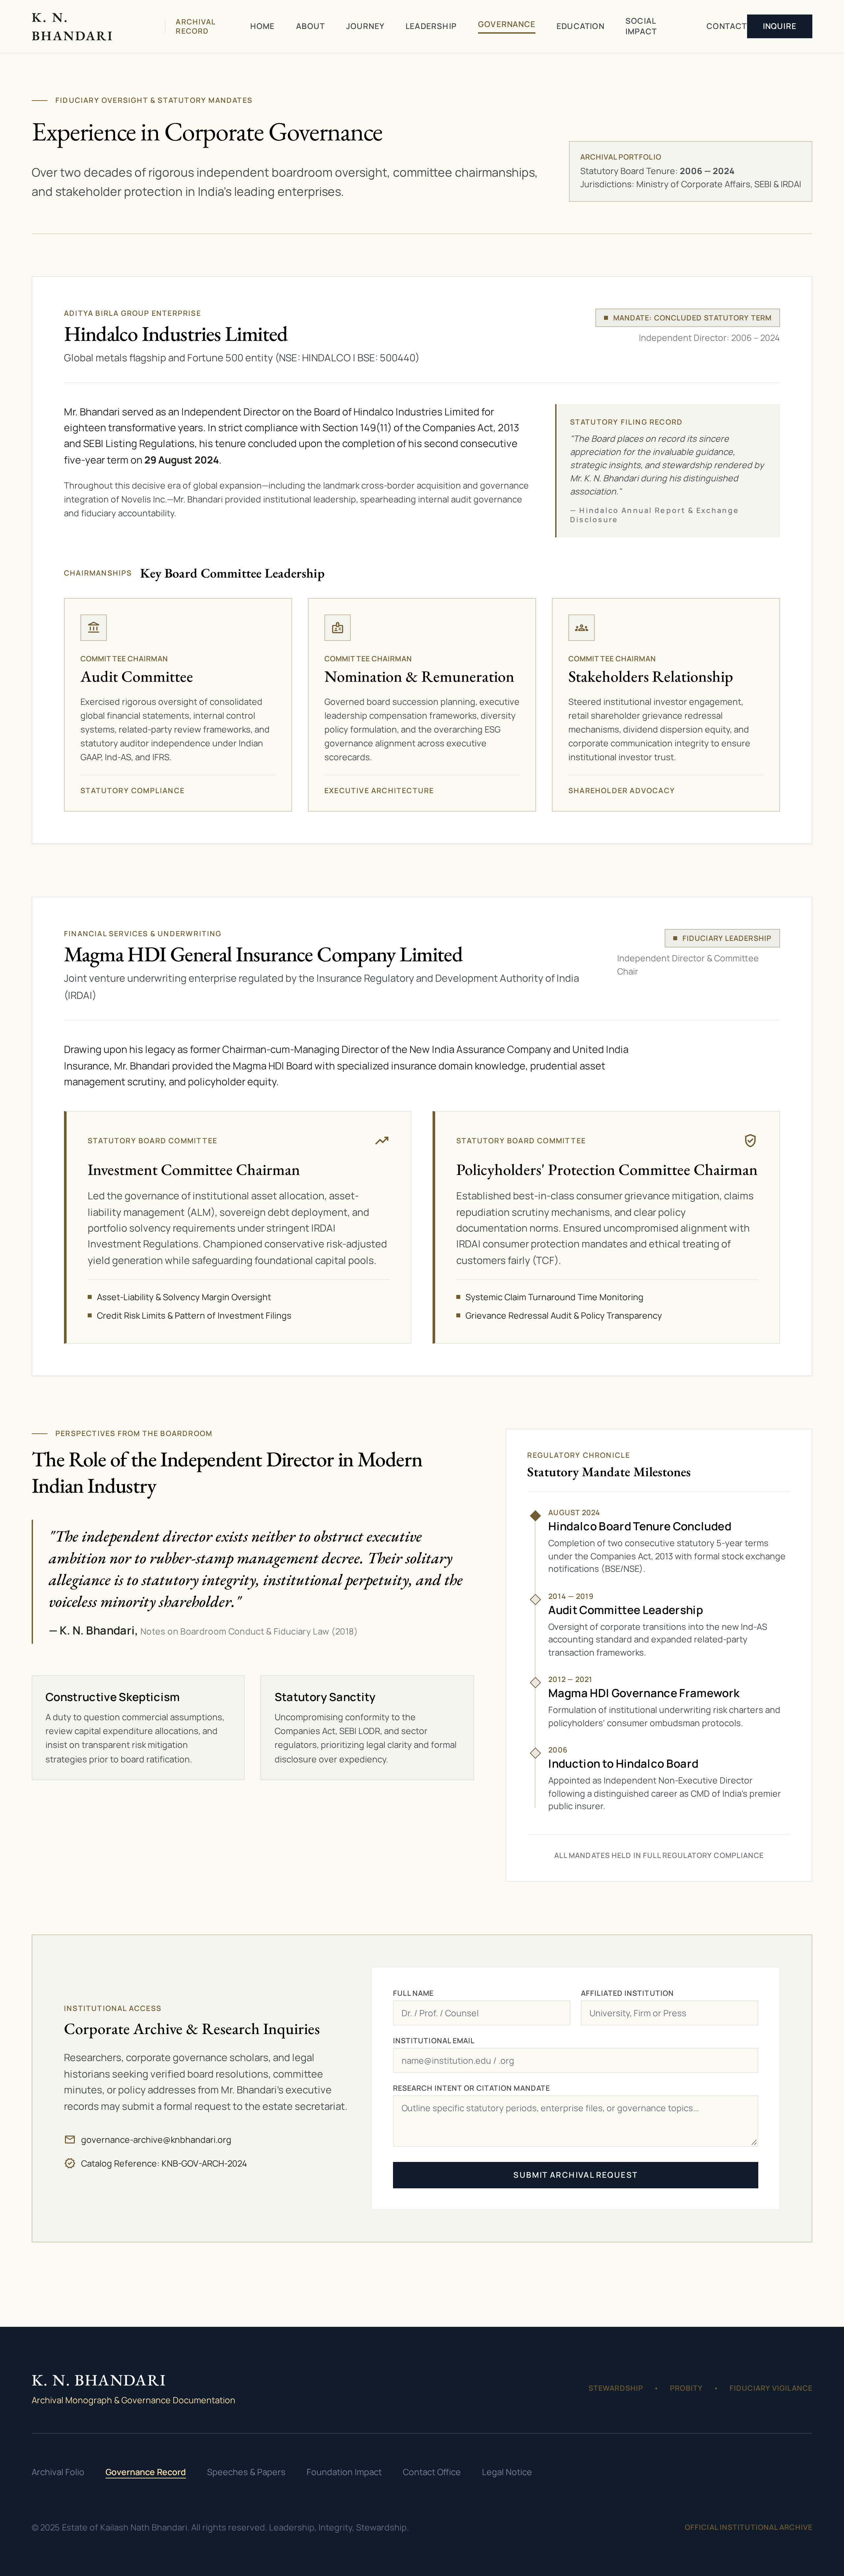 K. N.
BHANDARI
ARCHIVAL
RECORD
HOME
ABOUT
JOURNEY
LEADERSHIP
GOVERNANCE
EDUCATION
SOCIAL
IMPACT
CONTACT
INQUIRE
FIDUCIARY OVERSIGHT & STATUTORY MANDATES
Experience in Corporate Governance
Over two decades of rigorous independent boardroom oversight, committee chairmanships,
and stakeholder protection in India's leading enterprises.
ARCHIVAL PORTFOLIO
Statutory Board Tenure: 2006 — 2024
Jurisdictions: Ministry of Corporate Affairs, SEBI & IRDAI
ADITYA BIRLA GROUP ENTERPRISE
Hindalco Industries Limited
Global metals flagship and Fortune 500 entity (NSE: HINDALCO | BSE: 500440)
MANDATE: CONCLUDED STATUTORY TERM
Independent Director: 2006 – 2024
Mr. Bhandari served as an Independent Director on the Board of Hindalco Industries Limited for
eighteen transformative years. In strict compliance with Section 149(11) of the Companies Act, 2013
and SEBI Listing Regulations, his tenure concluded upon the completion of his second consecutive
five-year term on 29 August 2024.
Throughout this decisive era of global expansion—including the landmark cross-border acquisition and governance
integration of Novelis Inc.—Mr. Bhandari provided institutional leadership, spearheading internal audit governance
and fiduciary accountability.
STATUTORY FILING RECORD
"The Board places on record its sincere
appreciation for the invaluable guidance,
strategic insights, and stewardship rendered by
Mr. K. N. Bhandari during his distinguished
association."
— Hindalco Annual Report & Exchange
Disclosure
CHAIRMANSHIPS
Key Board Committee Leadership
COMMITTEE CHAIRMAN
Audit Committee
Exercised rigorous oversight of consolidated
global financial statements, internal control
systems, related-party review frameworks, and
statutory auditor independence under Indian
GAAP, Ind-AS, and IFRS.
STATUTORY COMPLIANCE
COMMITTEE CHAIRMAN
Nomination & Remuneration
Governed board succession planning, executive
leadership compensation frameworks, diversity
policy formulation, and the overarching ESG
governance alignment across executive
scorecards.
EXECUTIVE ARCHITECTURE
COMMITTEE CHAIRMAN
Stakeholders Relationship
Steered institutional investor engagement,
retail shareholder grievance redressal
mechanisms, dividend dispersion equity, and
corporate communication integrity to ensure
institutional investor trust.
SHAREHOLDER ADVOCACY
FINANCIAL SERVICES & UNDERWRITING
Magma HDI General Insurance Company Limited
Joint venture underwriting enterprise regulated by the Insurance Regulatory and Development Authority of India
(IRDAI)
FIDUCIARY LEADERSHIP
Independent Director & Committee
Chair
Drawing upon his legacy as former Chairman-cum-Managing Director of the New India Assurance Company and United India
Insurance, Mr. Bhandari provided the Magma HDI Board with specialized insurance domain knowledge, prudential asset
management scrutiny, and policyholder equity.
STATUTORY BOARD COMMITTEE
Investment Committee Chairman
Led the governance of institutional asset allocation, asset-
liability management (ALM), sovereign debt deployment, and
portfolio solvency requirements under stringent IRDAI
Investment Regulations. Championed conservative risk-adjusted
yield generation while safeguarding foundational capital pools.
Asset-Liability & Solvency Margin Oversight
Credit Risk Limits & Pattern of Investment Filings
STATUTORY BOARD COMMITTEE
Policyholders' Protection Committee Chairman
Established best-in-class consumer grievance mitigation, claims
repudiation scrutiny mechanisms, and clear policy
documentation norms. Ensured uncompromised alignment with
IRDAI consumer protection mandates and ethical treating of
customers fairly (TCF).
Systemic Claim Turnaround Time Monitoring
Grievance Redressal Audit & Policy Transparency
PERSPECTIVES FROM THE BOARDROOM
The Role of the Independent Director in Modern
Indian Industry
"The independent director exists neither to obstruct executive
ambition nor to rubber-stamp management decree. Their solitary
allegiance is to statutory integrity, institutional perpetuity, and the
voiceless minority shareholder."
— K. N. Bhandari, Notes on Boardroom Conduct & Fiduciary Law (2018)
Constructive Skepticism
A duty to question commercial assumptions,
review capital expenditure allocations, and
insist on transparent risk mitigation
strategies prior to board ratification.
Statutory Sanctity
Uncompromising conformity to the
Companies Act, SEBI LODR, and sector
regulators, prioritizing legal clarity and formal
disclosure over expediency.
REGULATORY CHRONICLE
Statutory Mandate Milestones
AUGUST 2024
Hindalco Board Tenure Concluded
Completion of two consecutive statutory 5-year terms
under the Companies Act, 2013 with formal stock exchange
notifications (BSE/NSE).
2014 — 2019
Audit Committee Leadership
Oversight of corporate transitions into the new Ind-AS
accounting standard and expanded related-party
transaction frameworks.
2012 — 2021
Magma HDI Governance Framework
Formulation of institutional underwriting risk charters and
policyholders' consumer ombudsman protocols.
2006
Induction to Hindalco Board
Appointed as Independent Non-Executive Director
following a distinguished career as CMD of India's premier
public insurer.
ALL MANDATES HELD IN FULL REGULATORY COMPLIANCE
INSTITUTIONAL ACCESS
Corporate Archive & Research Inquiries
Researchers, corporate governance scholars, and legal
historians seeking verified board resolutions, committee
minutes, or policy addresses from Mr. Bhandari's executive
records may submit a formal request to the estate secretariat.
governance-archive@knbhandari.org
Catalog Reference: KNB-GOV-ARCH-2024
FULL NAME
Dr. / Prof. / Counsel
AFFILIATED INSTITUTION
University, Firm or Press
INSTITUTIONAL EMAIL
name@institution.edu / .org
RESEARCH INTENT OR CITATION MANDATE
Outline specific statutory periods, enterprise files, or governance topics...
SUBMIT ARCHIVAL REQUEST
K. N. BHANDARI
Archival Monograph & Governance Documentation
STEWARDSHIP • PROBITY • FIDUCIARY VIGILANCE
Archival Folio
Governance Record
Speeches & Papers
Foundation Impact
Contact Office
Legal Notice
© 2025 Estate of Kailash Nath Bhandari. All rights reserved. Leadership, Integrity, Stewardship.
OFFICIAL INSTITUTIONAL ARCHIVE